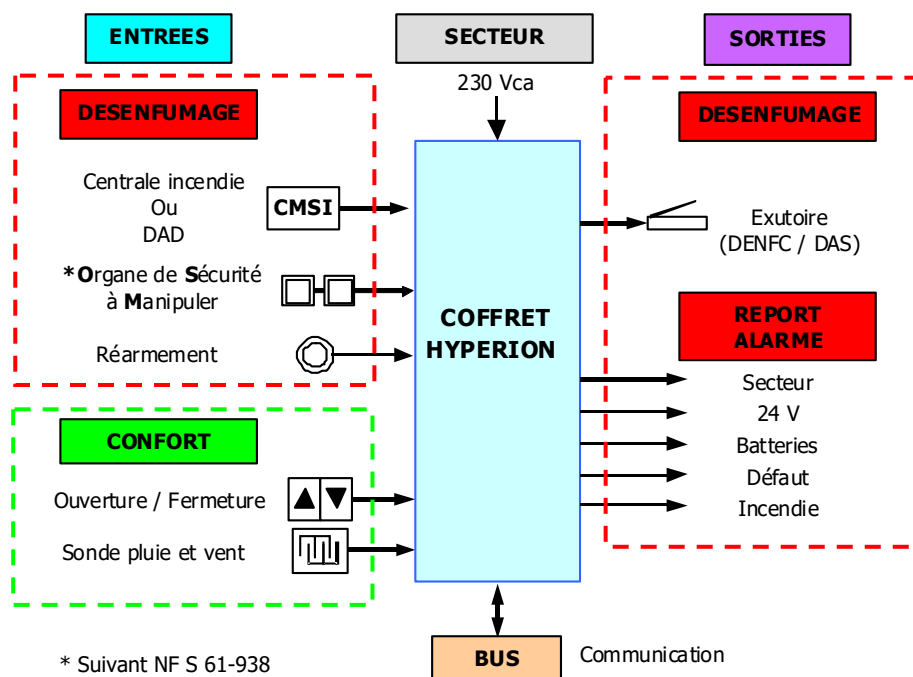 ENTREES
SECTEUR
SORTIES
230 Vca
DESENFUMAGE
Centrale incendie
Ou
DAD
CMSI
*Organe de Sécurité
à Manipuler
Réarmement
CONFORT
Ouverture / Fermeture
Sonde pluie et vent
COFFRET
HYPERION
DESENFUMAGE
Exutoire
(DENFC / DAS)
REPORT
ALARME
Secteur
24 V
Batteries
Défaut
Incendie
BUS
Communication
* Suivant NF S 61-938